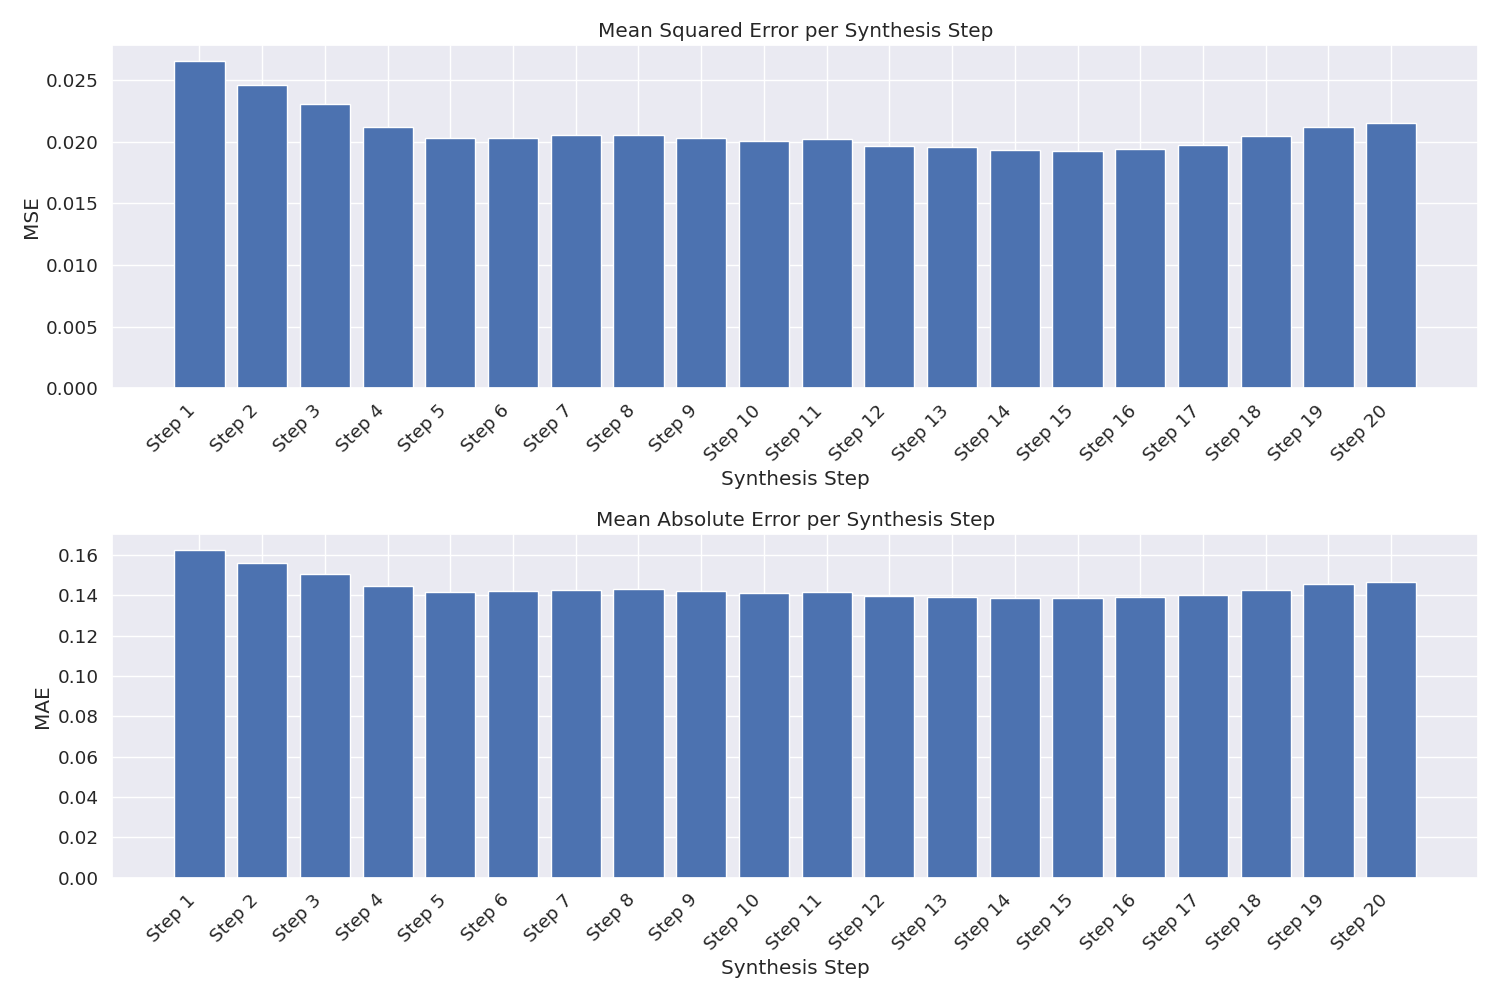 Mean Squared Error per Synthesis Step
MSE
0.025
0.020
0.015
0.010
0.005
0.000
Step 1
Step 2
Step 3
Step 4
Step 5
Step 6
Step 7
Step 8
Step 9
Step 10
Step 11
Step 12
Step 13
Step 14
Step 15
Step 16
Step 17
Step 18
Step 19
Step 20
Synthesis Step
Mean Absolute Error per Synthesis Step
MAE
0.16
0.14
0.12
0.10
0.08
0.06
0.04
0.02
0.00
Step 1
Step 2
Step 3
Step 4
Step 5
Step 6
Step 7
Step 8
Step 9
Step 10
Step 11
Step 12
Step 13
Step 14
Step 15
Step 16
Step 17
Step 18
Step 19
Step 20
Synthesis Step